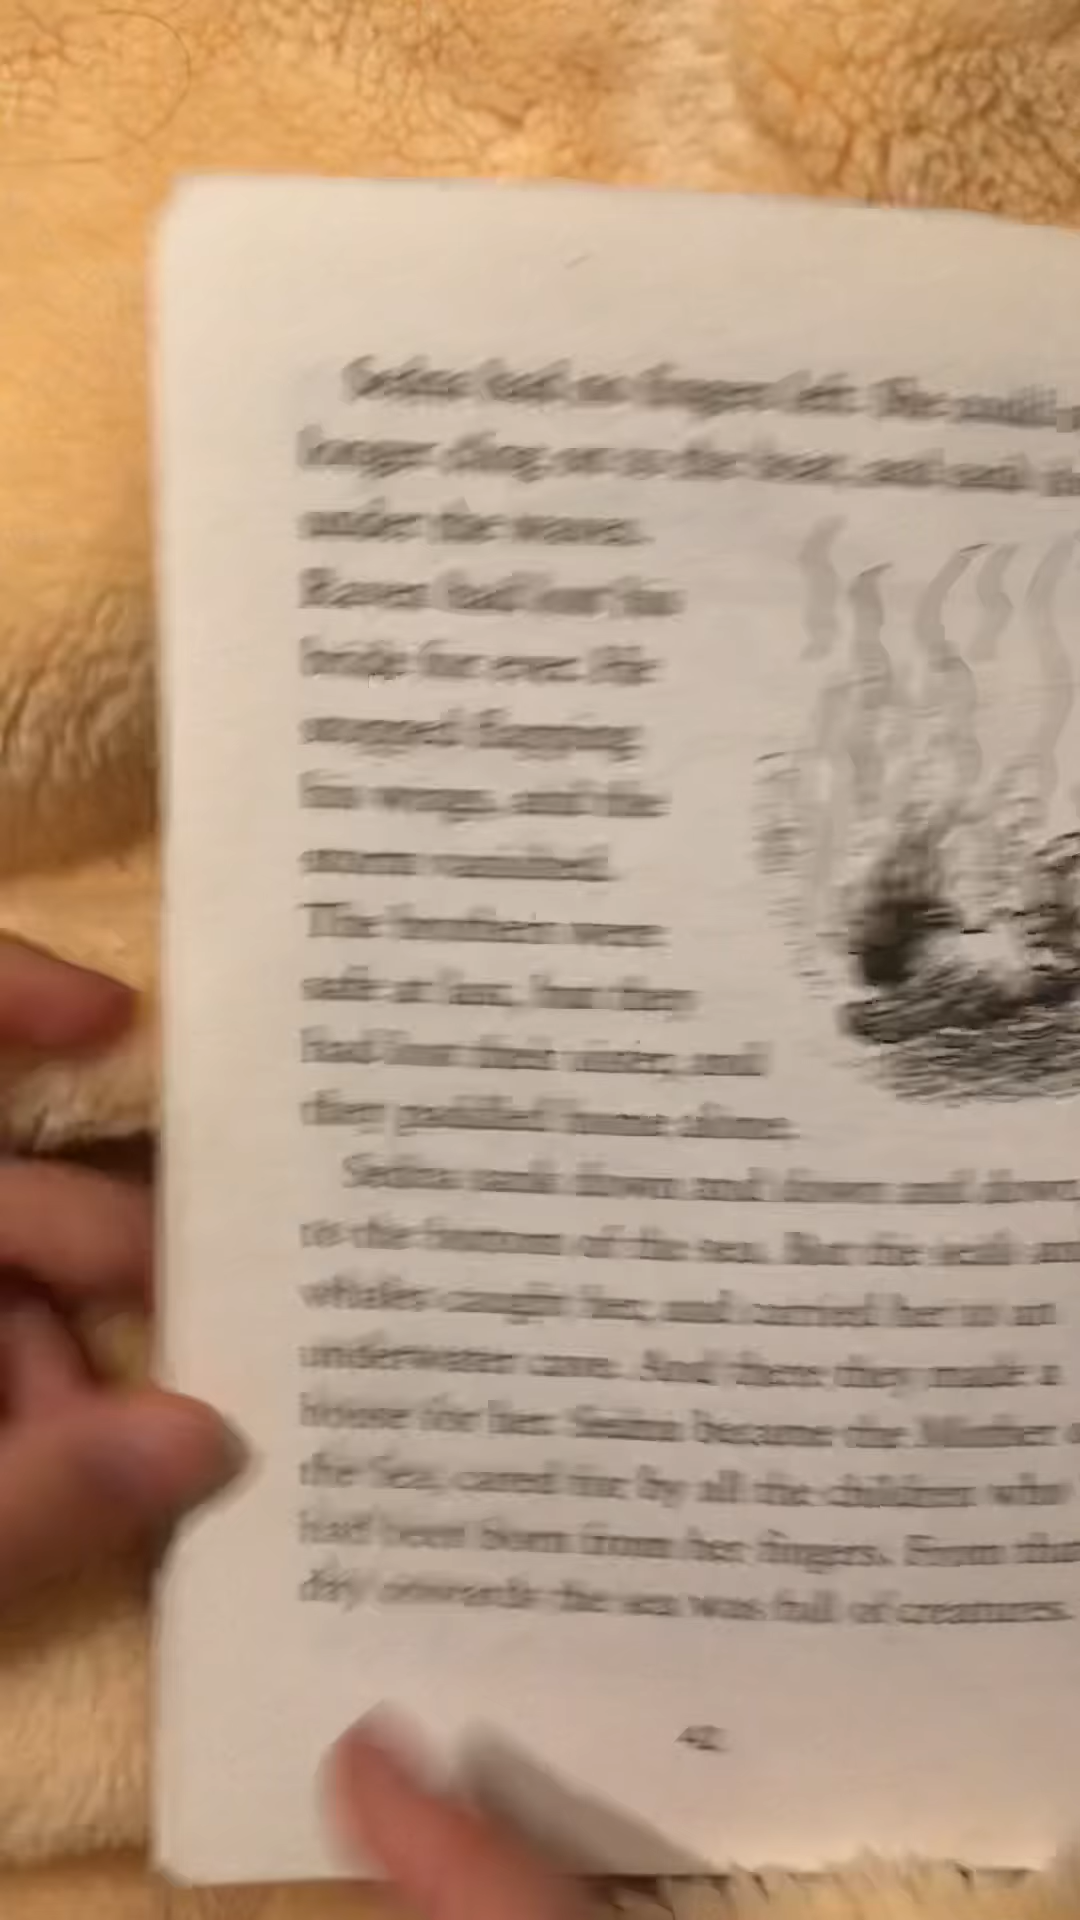 Sedna had no fingers left. She could no
longer cling on to the boat, and sank
under the waves.
Raven had lost his
bride for ever. He
stopped flapping
his wings, and the
storm vanished.
The brothers were
safe at last, but they
had lost their sister, and
they paddled home alone.
Sedna sank down and down and down
to the bottom of the sea. But the seals and
whales caught her, and carried her to an
underwater cave. And there they made a
house for her. Sedna became the Mother of
the Sea, cared for by all the children who
had been born from her fingers. From that
day onwards the sea was full of creatures.
42